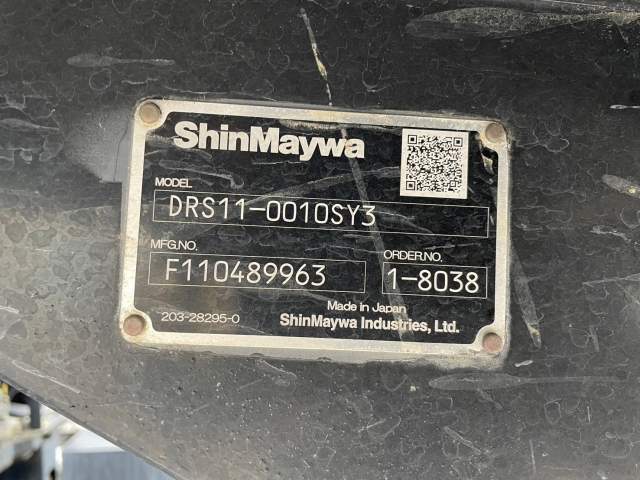 ShinMaywa
MODEL
DRS11-0010SY3
MFG.NO. ORDER.NO.
F110489963 1-8038
Made in Japan
203-28295-0 ShinMaywa Industries, Ltd.